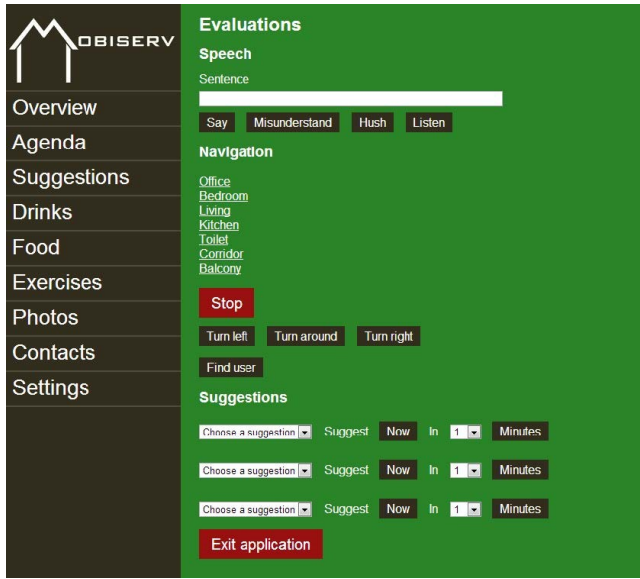 MOBISERV
Overview
Agenda
Suggestions
Drinks
Food
Exercises
Photos
Contacts
Settings
Evaluations
Speech
Sentence
Say Misunderstand Hush Listen
Navigation
Office
Bedroom
Living
Kitchen
Toilet
Corridor
Balcony
Stop
Turn left Turn around Turn right
Find user
Suggestions
Choose a suggestion Suggest Now In 1 Minutes
Choose a suggestion Suggest Now In 1 Minutes
Choose a suggestion Suggest Now In 1 Minutes
Exit application